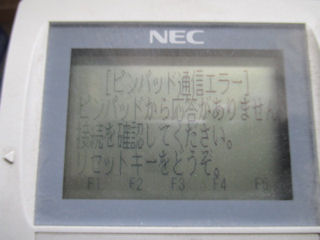 NEC
[ピンパッド通信エラー]
ピンパッドから応答がありません
接続を確認してください。
リセットキーをどうぞ。
F1 F2 F3 F4 F5